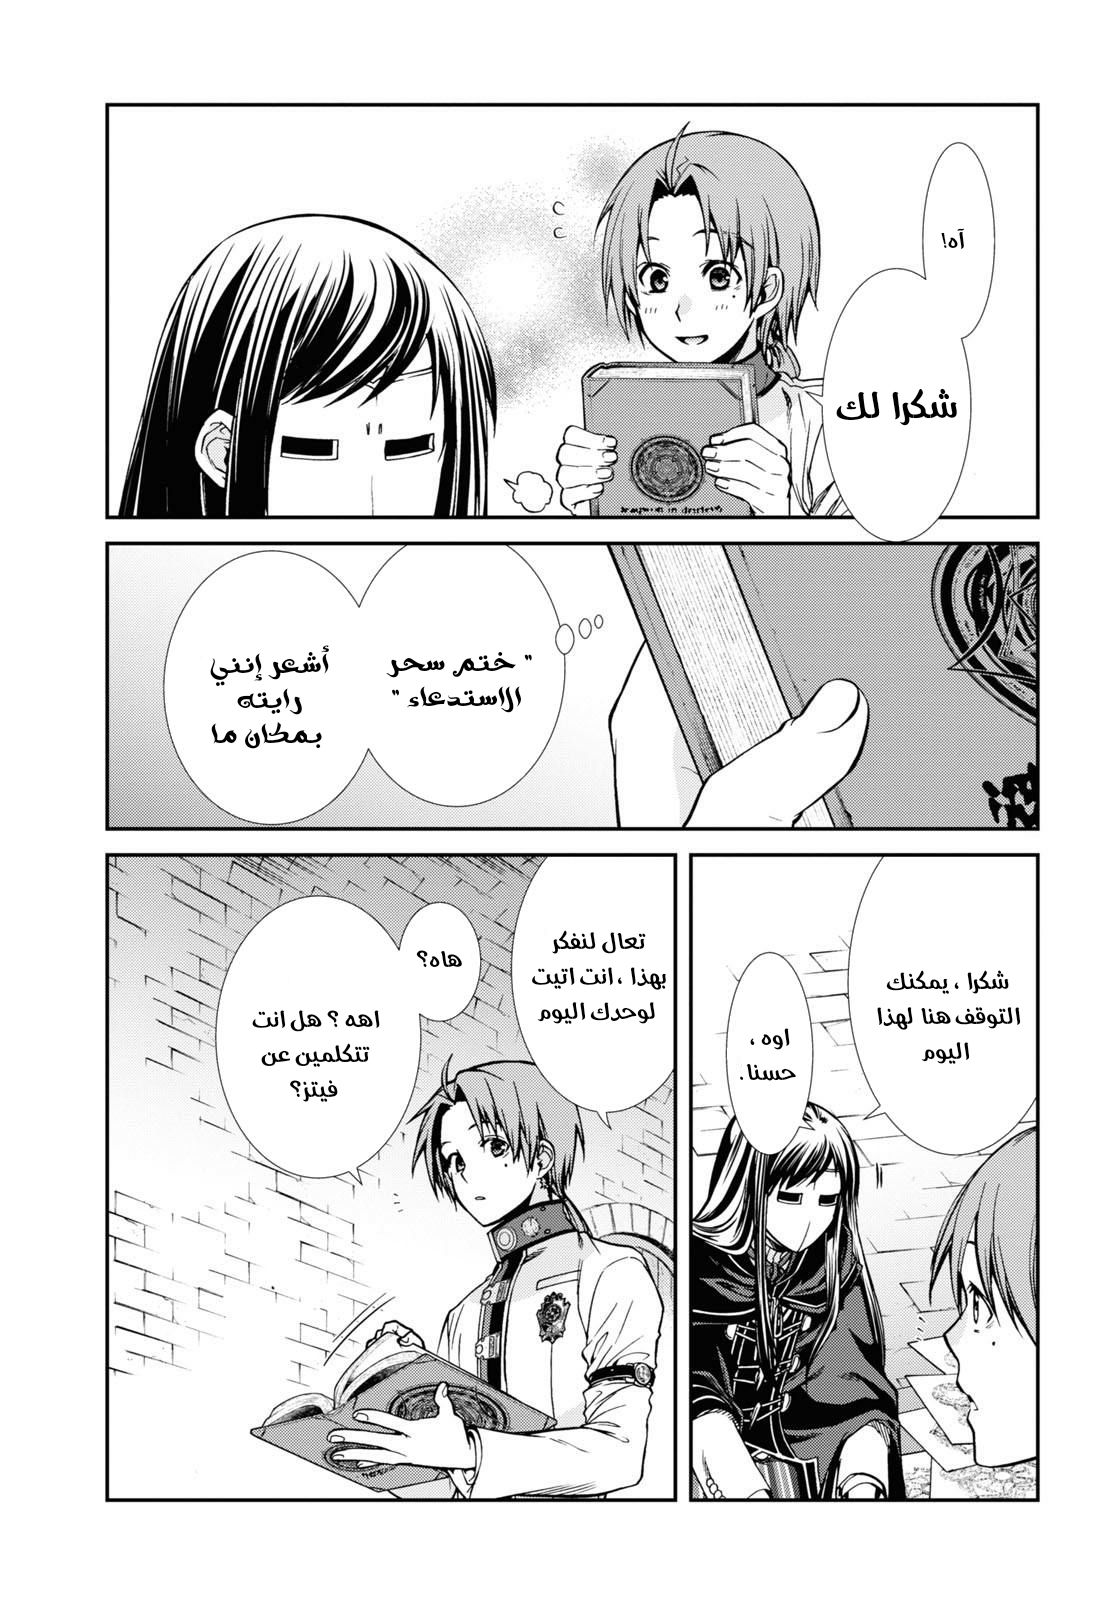 آه!
شكرا لك
" ختم سحر
الاستدعاء "
أشعر إنني
رايته
بمكان ما
شكرا ، يمكنك
التوقف هنا لهذا
اليوم
اوه ،
حسنا.
تعال لنفكر
بهذا ، انت اتيت
لوحدك اليوم
هاه؟
اهه ؟ هل انت
تتكلمين عن
فيتز؟